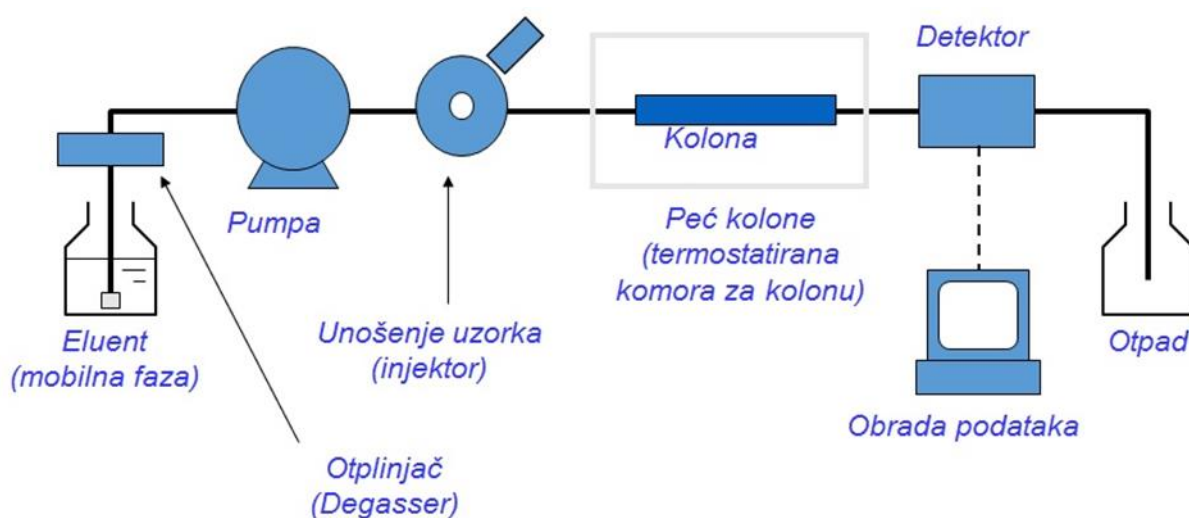 Detektor
Kolona
Pumpa
Peć kolone
(termostatirana
komora za kolonu)
Unošenje uzorka
(injektor)
Eluent
(mobilna faza)
Otpad
Obrada podataka
Otplinjač
(Degasser)